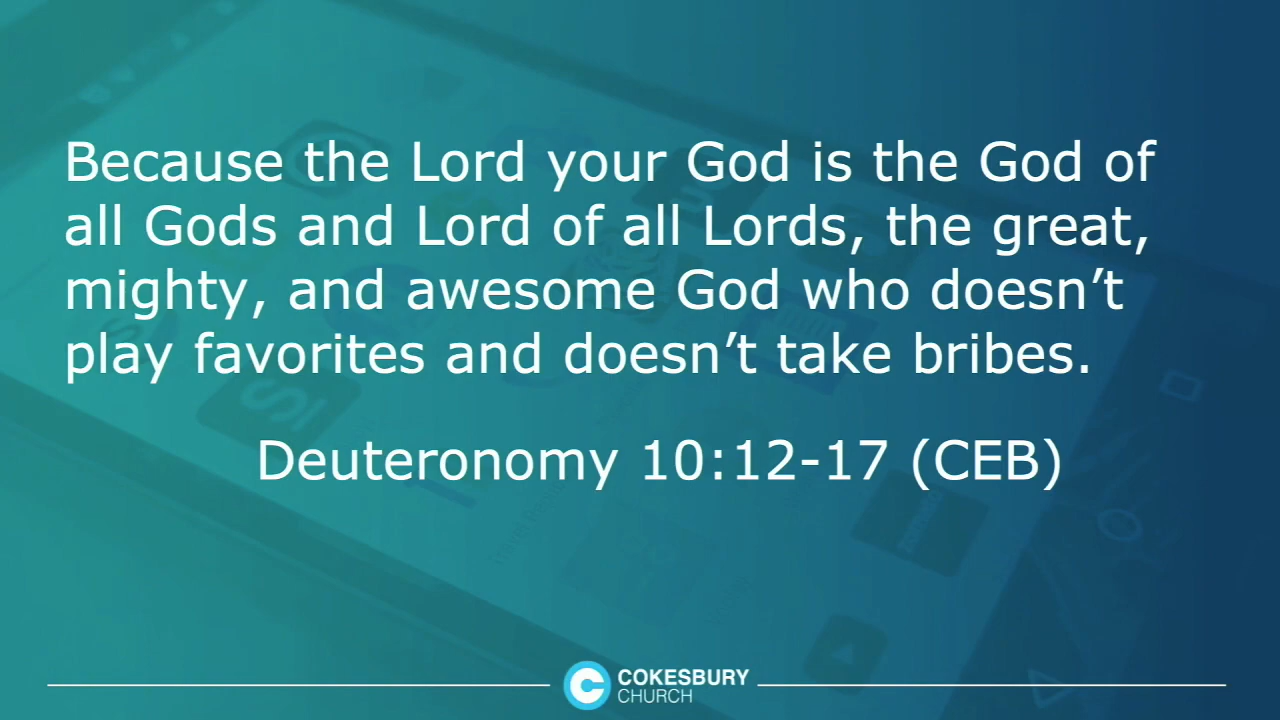 Because the Lord your God is the God of
all Gods and Lord of all Lords, the great,
mighty, and awesome God who doesn’t
play favorites and doesn’t take bribes.
Deuteronomy 10:12-17 (CEB)
COKESBURY
CHURCH